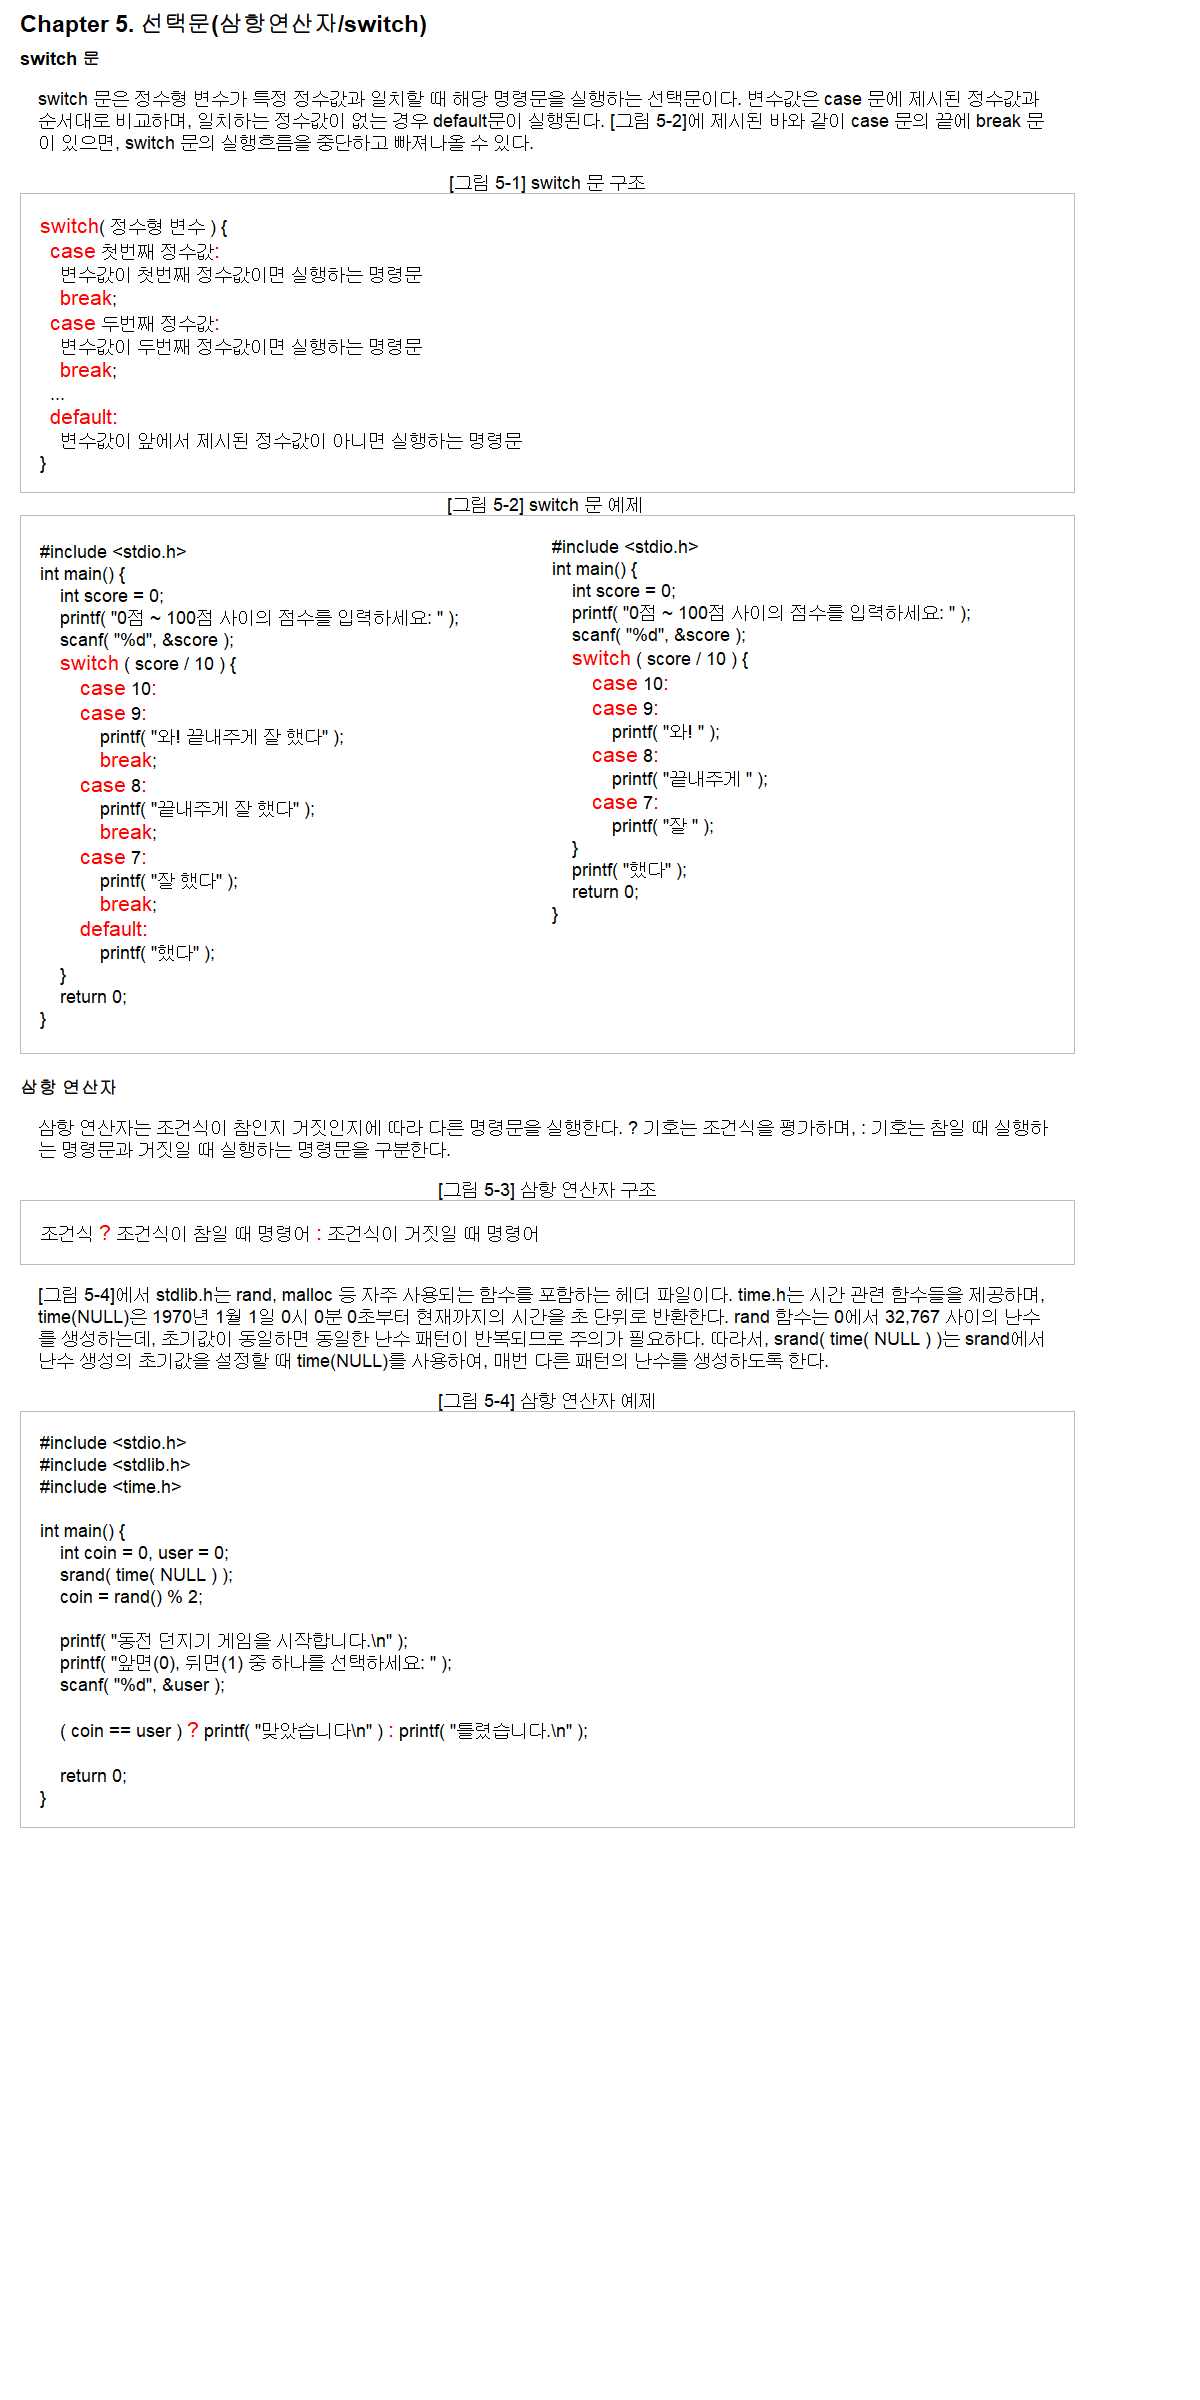 Chapter 5. 선택문(삼항연산자/switch)
switch 문
switch 문은 정수형 변수가 특정 정수값과 일치할 때 해당 명령문을 실행하는 선택문이다. 변수값은 case 문에 제시된 정수값과
순서대로 비교하며, 일치하는 정수값이 없는 경우 default문이 실행된다. [그림 5-2]에 제시된 바와 같이 case 문의 끝에 break 문
이 있으면, switch 문의 실행흐름을 중단하고 빠져나올 수 있다.
[그림 5-1] switch 문 구조
switch( 정수형 변수 ) {
case 첫번째 정수값:
변수값이 첫번째 정수값이면 실행하는 명령문
break;
case 두번째 정수값:
변수값이 두번째 정수값이면 실행하는 명령문
break;
...
default:
변수값이 앞에서 제시된 정수값이 아니면 실행하는 명령문
}
[그림 5-2] switch 문 예제
#include <stdio.h>
int main() {
int score = 0;
printf( "0점 ~ 100점 사이의 점수를 입력하세요: " );
scanf( "%d", &score );
switch ( score / 10 ) {
case 10:
case 9:
printf( "와! 끝내주게 잘 했다" );
break;
case 8:
printf( "끝내주게 잘 했다" );
break;
case 7:
printf( "잘 했다" );
break;
default:
printf( "했다" );
}
return 0;
}
#include <stdio.h>
int main() {
int score = 0;
printf( "0점 ~ 100점 사이의 점수를 입력하세요: " );
scanf( "%d", &score );
switch ( score / 10 ) {
case 10:
case 9:
printf( "와! " );
case 8:
printf( "끝내주게 " );
case 7:
printf( "잘 " );
}
printf( "했다" );
return 0;
}
삼항 연산자
삼항 연산자는 조건식이 참인지 거짓인지에 따라 다른 명령문을 실행한다. ? 기호는 조건식을 평가하며, : 기호는 참일 때 실행하
는 명령문과 거짓일 때 실행하는 명령문을 구분한다.
[그림 5-3] 삼항 연산자 구조
조건식 ? 조건식이 참일 때 명령어 : 조건식이 거짓일 때 명령어
[그림 5-4]에서 stdlib.h는 rand, malloc 등 자주 사용되는 함수를 포함하는 헤더 파일이다. time.h는 시간 관련 함수들을 제공하며,
time(NULL)은 1970년 1월 1일 0시 0분 0초부터 현재까지의 시간을 초 단위로 반환한다. rand 함수는 0에서 32,767 사이의 난수
를 생성하는데, 초기값이 동일하면 동일한 난수 패턴이 반복되므로 주의가 필요하다. 따라서, srand( time( NULL ) )는 srand에서
난수 생성의 초기값을 설정할 때 time(NULL)를 사용하여, 매번 다른 패턴의 난수를 생성하도록 한다.
[그림 5-4] 삼항 연산자 예제
#include <stdio.h>
#include <stdlib.h>
#include <time.h>
int main() {
int coin = 0, user = 0;
srand( time( NULL ) );
coin = rand() % 2;
printf( "동전 던지기 게임을 시작합니다.\n" );
printf( "앞면(0), 뒤면(1) 중 하나를 선택하세요: " );
scanf( "%d", &user );
( coin == user ) ? printf( "맞았습니다\n" ) : printf( "틀렸습니다.\n" );
return 0;
}